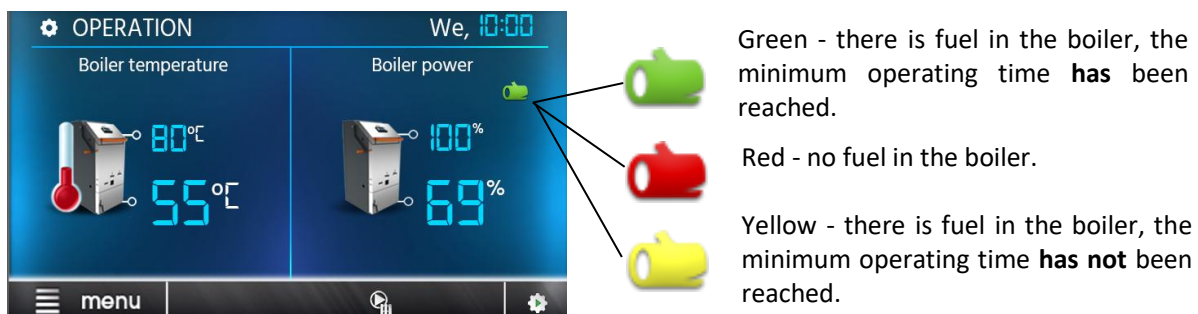 OPERATION We, 10:00
Boiler temperature Boiler power
80°C 100%
55°C 69%
menu
Green - there is fuel in the boiler, the
minimum operating time has been
reached.
Red - no fuel in the boiler.
Yellow - there is fuel in the boiler, the
minimum operating time has not been
reached.